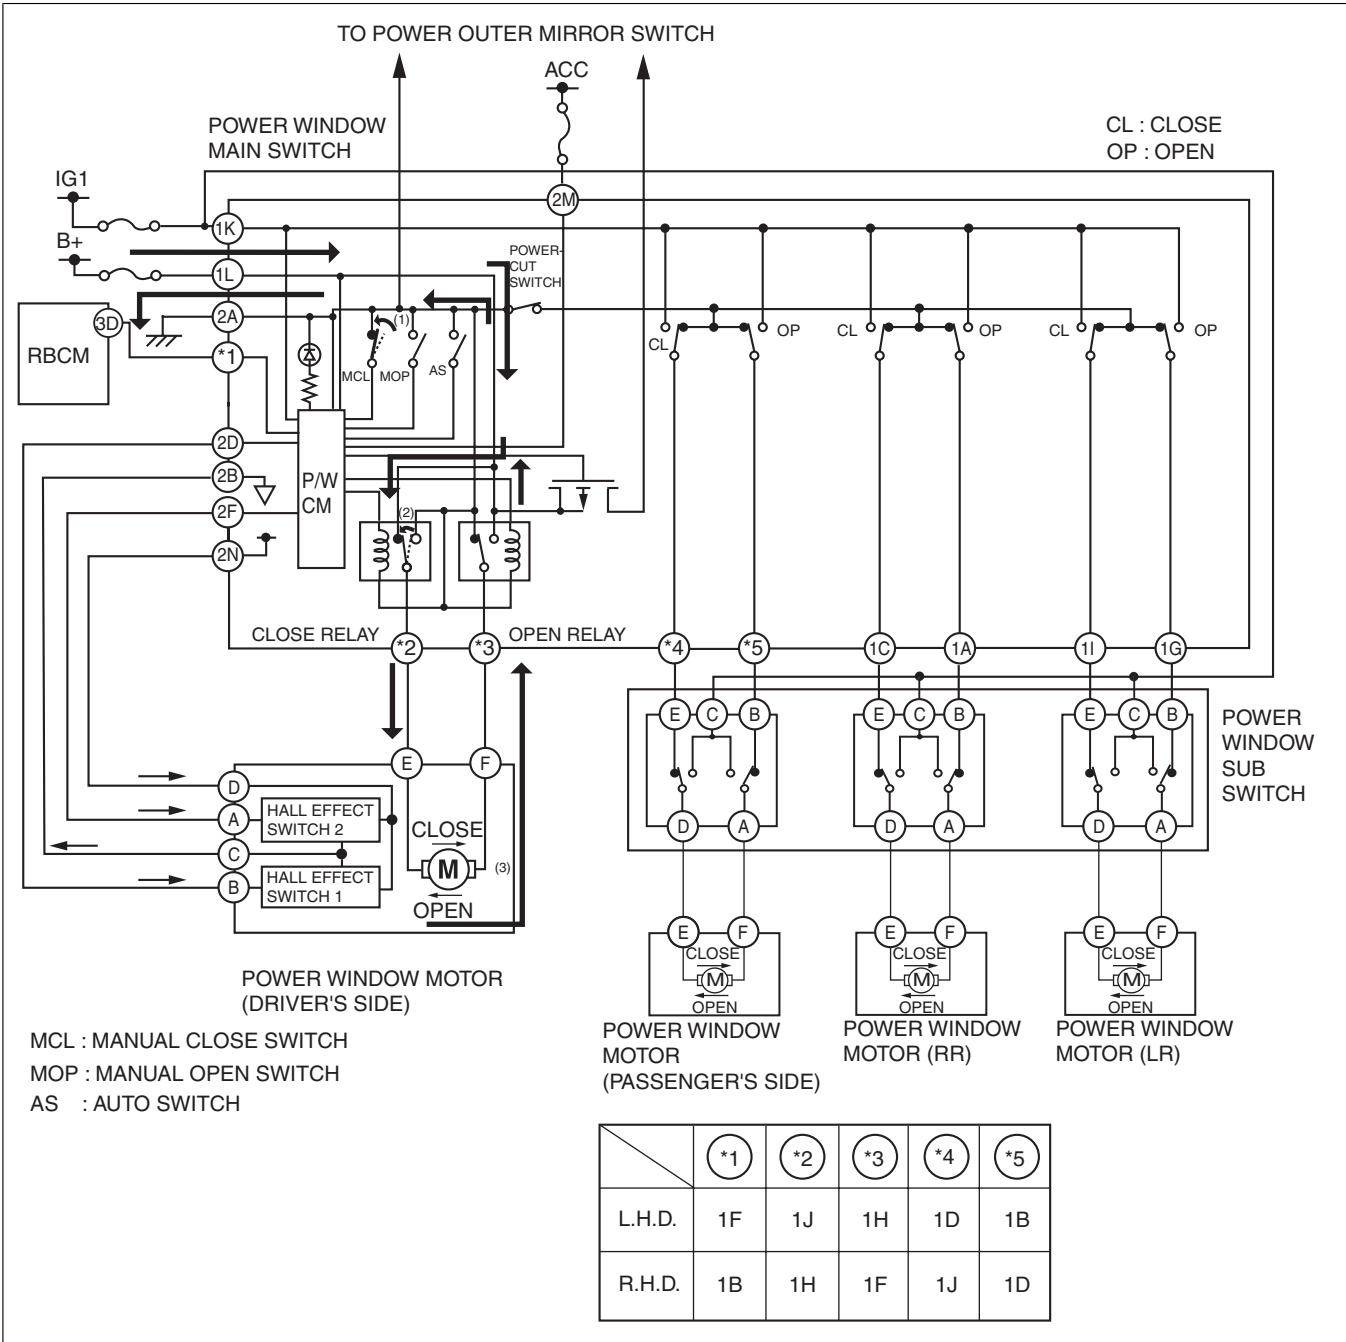 TO POWER OUTER MIRROR SWITCH
ACC
POWER WINDOW
MAIN SWITCH
CL : CLOSE
OP : OPEN
IG1
2M
1K
B+
POWER-
CUT
SWITCH
1L
2A
3D
(1)
RBCM
*1
MCL
MOP
AS
CL
OP
CL
OP
CL
OP
2D
2B
P/W
CM
2F
(2)
2N
CLOSE RELAY
*2
*3
OPEN RELAY
*4
*5
1C
1A
1I
1G
E
C
B
E
C
B
E
C
B
POWER
WINDOW
SUB
SWITCH
E
F
D
A
HALL EFFECT
SWITCH 2
C
B
HALL EFFECT
SWITCH 1
CLOSE
M
(3)
OPEN
D
A
D
A
D
A
E
F
E
F
E
F
CLOSE
M
OPEN
CLOSE
M
OPEN
CLOSE
M
OPEN
POWER WINDOW MOTOR
(DRIVER'S SIDE)
POWER WINDOW
MOTOR
(PASSENGER'S SIDE)
POWER WINDOW
MOTOR (RR)
POWER WINDOW
MOTOR (LR)
MCL : MANUAL CLOSE SWITCH
MOP : MANUAL OPEN SWITCH
AS : AUTO SWITCH
*1 *2 *3 *4 *5
L.H.D. 1F 1J 1H 1D 1B
R.H.D. 1B 1H 1F 1J 1D